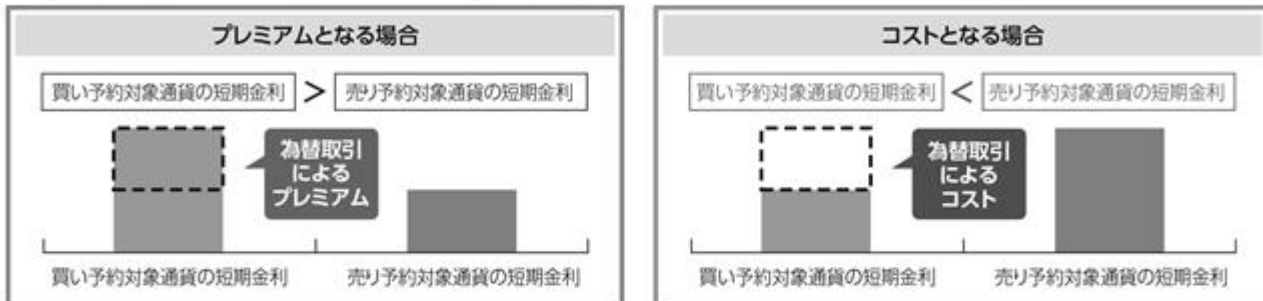 プレミアムとなる場合
買い予約対象通貨の短期金利 > 売り予約対象通貨の短期金利
為替取引
による
プレミアム
買い予約対象通貨の短期金利 売り予約対象通貨の短期金利
コストとなる場合
買い予約対象通貨の短期金利 < 売り予約対象通貨の短期金利
為替取引
による
コスト
買い予約対象通貨の短期金利 売り予約対象通貨の短期金利